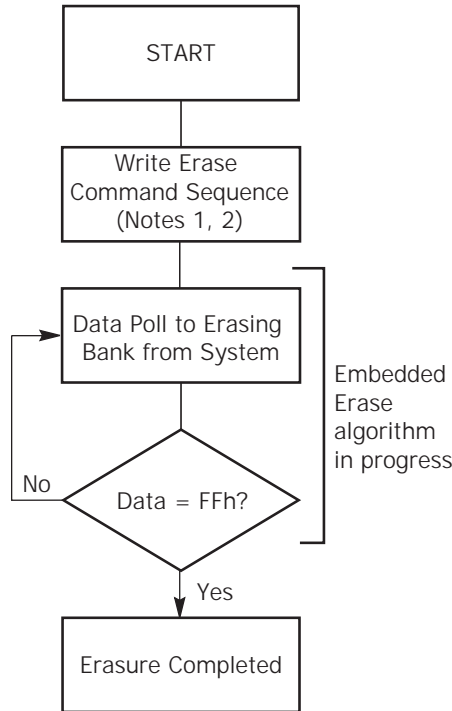 START
Write Erase
Command Sequence
(Notes 1, 2)
Data Poll to Erasing
Bank from System
Embedded
Erase
algorithm
in progress
No
Data = FFh?
Yes
Erasure Completed